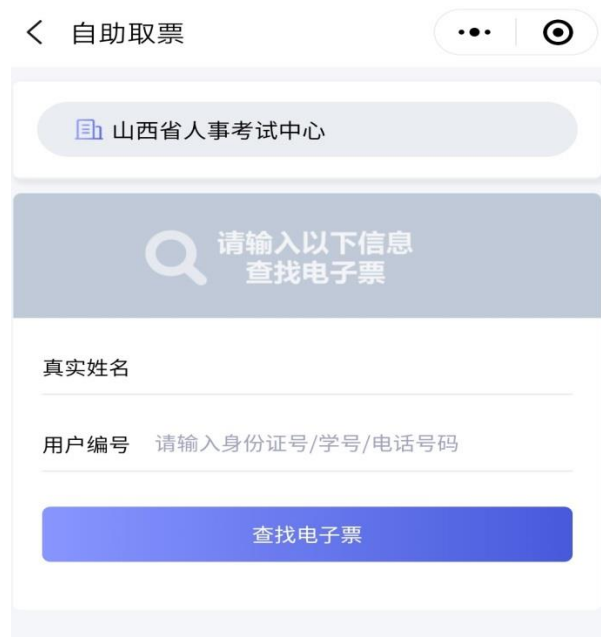 自助取票
山西省人事考试中心
请输入以下信息
查找电子票
真实姓名
用户编号 请输入身份证号/学号/电话号码
查找电子票